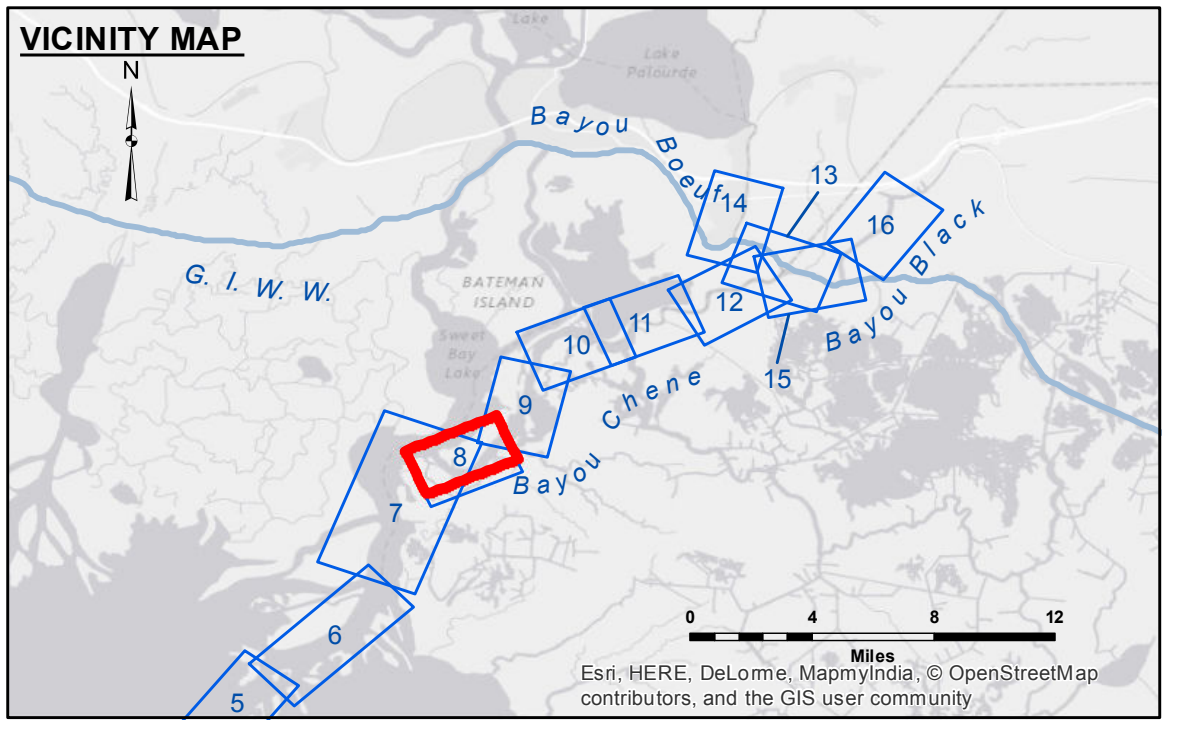 VICINITY MAP
N
Lake
Lake
Palourde
Bayou
Boeuf
13
14
16
G. I. W. W.
BATEMAN
ISLAND
Bayou Black
12
11
10
Sweet
Bay
Lake
15
9
Bayou Chene
8
7
6
5
0 4 8 12
Miles
Esri, HERE, DeLorme, MapmyIndia, © OpenStreetMap
contributors, and the GIS user community